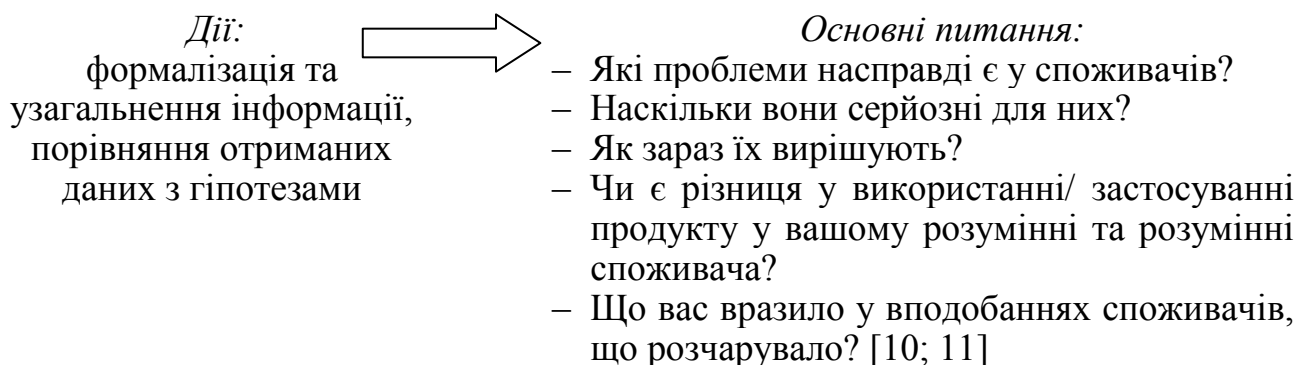 Дії:
формалізація та
узагальнення інформації,
порівняння отриманих
даних з гіпотезами
Основні питання:
– Які проблеми насправді є у споживачів?
– Наскільки вони серйозні для них?
– Як зараз їх вирішують?
– Чи є різниця у використанні/ застосуванні
продукту у вашому розумінні та розумінні
споживача?
– Що вас вразило у вподобаннях споживачів,
що розчарувало? [10; 11]